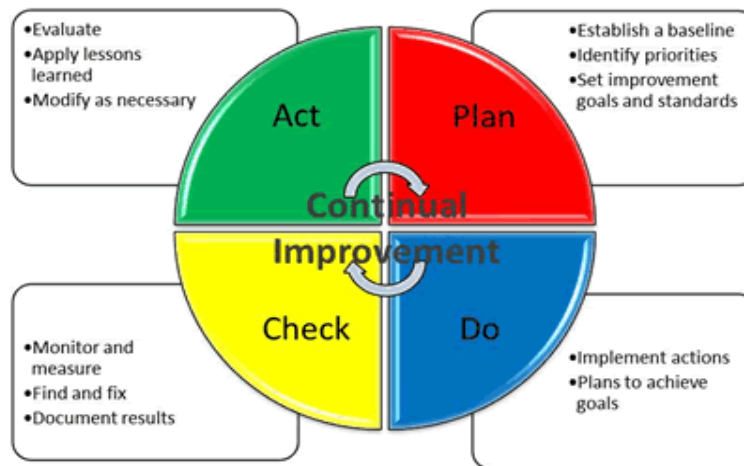 •Evaluate
•Apply lessons
learned
•Modify as necessary
•Establish a baseline
•Identify priorities
•Set improvement
goals and standards
Act
Plan
Continual
Improvement
Check
Do
•Monitor and
measure
•Find and fix
•Document results
•Implement actions
•Plans to achieve
goals